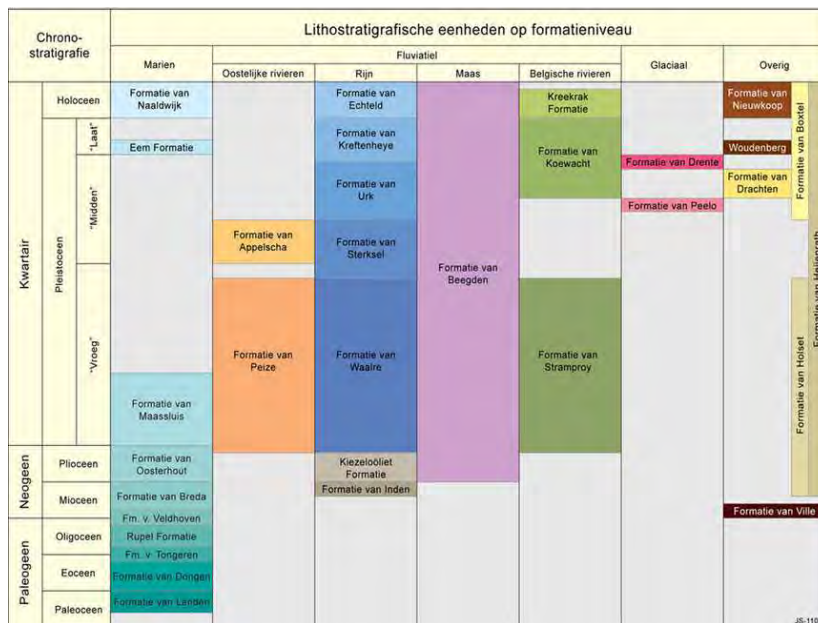 Chrono-
stratigrafie
Lithostratigrafische eenheden op formatieniveau
Marien
Fluviatiel
Glaciaal
Overig
Oostelijke rivieren
Rijn
Maas
Belgische rivieren
Kwartair
Neogeen
Paleogeen
Holoceen
Pleistoceen
"Laat"
"Midden"
"Vroeg"
Plioceen
Mioceen
Oligoceen
Eoceen
Paleoceen
Formatie van
Naaldwijk
Eem Formatie
Formatie van
Maassluis
Formatie van
Oosterhout
Formatie van Breda
Fm. v. Veldhoven
Rupel Formatie
Fm. v. Tongeren
Formatie van Dongen
Formatie van Landen
Formatie van
Appelscha
Formatie van
Peize
Formatie van
Echteld
Formatie van
Kreftenheye
Formatie van
Urk
Formatie van
Sterksel
Formatie van
Waalre
Kiezeloöliet
Formatie
Formatie van Inden
Formatie van
Beegden
Kreekrak
Formatie
Formatie van
Koewacht
Formatie van
Stramproy
Formatie van Drente
Formatie van Peelo
Formatie van
Nieuwkoop
Woudenberg
Formatie van
Drachten
Formatie van Ville
Formatie van Boxtel
Formatie van Holset
Formatie van Heijenrath
JS-110